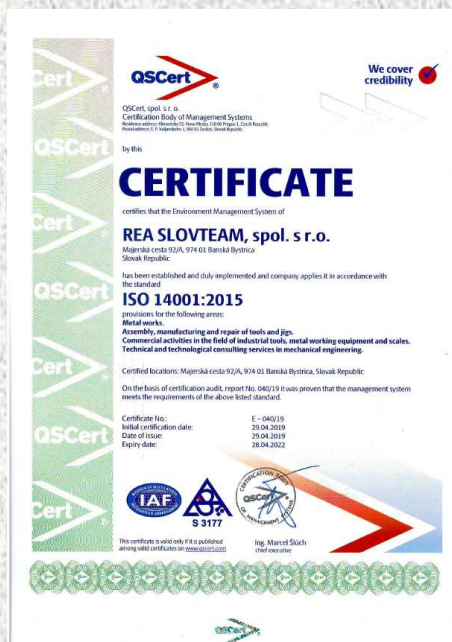 QSCert
®
We cover
credibility
QSCert, spol. s r. o.
Certification Body of Management Systems
by this
CERTIFICATE
certifies that the Environment Management System of
REA SLOVTEAM, spol. s r.o.
Majerská cesta 92/A, 974 01 Banská Bystrica
Slovak Republic
has been established and duly implemented and company applies it in accordance with
the standard
ISO 14001:2015
provisions for the following areas:
Metal works.
Assembly, manufacturing and repair of tools and jigs.
Commercial activities in the field of industrial tools, metal working equipment and scales.
Technical and technological consulting services in mechanical engineering.
Certified locations: Majerská cesta 92/A, 974 01 Banská Bystrica, Slovak Republic
On the basis of certification audit, report No. 040/19 it was proven that the management system
meets the requirements of the above listed standard.
Certificate No.: E – 040/19
Initial certification date: 29.04.2019
Date of issue: 29.04.2019
Expiry date: 28.04.2022
IAF
S 3177
CERTIFICATION BODY
QSCert
OF MANAGEMENT SYSTEMS
This certificate is valid only if it is published
among valid certificates on www.qscert.com
Ing. Marcel Šlúch
chief executive
QSCert